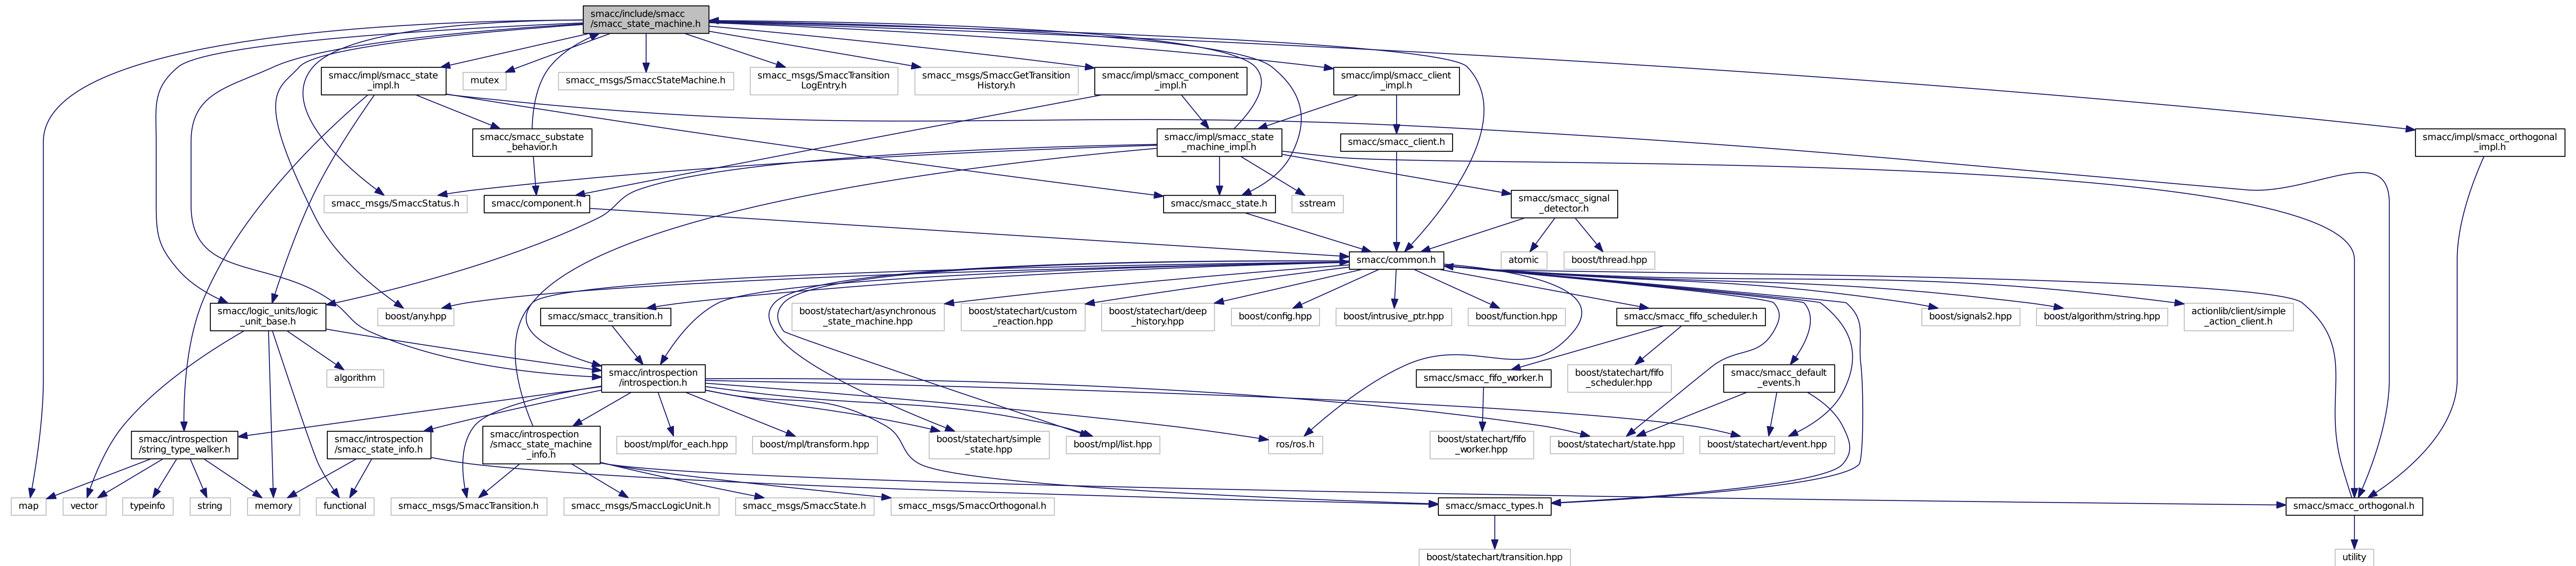 smacc/include/smacc
/smacc_state_machine.h
smacc/impl/smacc_state
_impl.h
mutex
smacc_msgs/SmaccStateMachine.h
smacc_msgs/SmaccTransition
LogEntry.h
smacc_msgs/SmaccGetTransition
History.h
smacc/impl/smacc_component
_impl.h
smacc/impl/smacc_client
_impl.h
smacc/smacc_substate
_behavior.h
smacc/impl/smacc_state
_machine_impl.h
smacc/smacc_client.h
smacc/impl/smacc_orthogonal
_impl.h
smacc_msgs/SmaccStatus.h
smacc/component.h
smacc/smacc_state.h
sstream
smacc/smacc_signal
_detector.h
smacc/common.h
atomic
boost/thread.hpp
smacc/logic_units/logic
_unit_base.h
boost/any.hpp
smacc/smacc_transition.h
boost/statechart/asynchronous
_state_machine.hpp
boost/statechart/custom
_reaction.hpp
boost/statechart/deep
_history.hpp
boost/config.hpp
boost/intrusive_ptr.hpp
boost/function.hpp
smacc/smacc_fifo_scheduler.h
boost/signals2.hpp
boost/algorithm/string.hpp
actionlib/client/simple
_action_client.h
algorithm
smacc/introspection
/introspection.h
smacc/smacc_fifo_worker.h
boost/statechart/fifo
_scheduler.hpp
smacc/smacc_default
_events.h
smacc/introspection
/string_type_walker.h
smacc/introspection
/smacc_state_info.h
smacc/introspection
/smacc_state_machine
_info.h
boost/mpl/for_each.hpp
boost/mpl/transform.hpp
boost/statechart/simple
_state.hpp
boost/mpl/list.hpp
ros/ros.h
boost/statechart/fifo
_worker.hpp
boost/statechart/state.hpp
boost/statechart/event.hpp
map
vector
typeinfo
string
memory
functional
smacc_msgs/SmaccTransition.h
smacc_msgs/SmaccLogicUnit.h
smacc_msgs/SmaccState.h
smacc_msgs/SmaccOrthogonal.h
smacc/smacc_types.h
smacc/smacc_orthogonal.h
boost/statechart/transition.hpp
utility